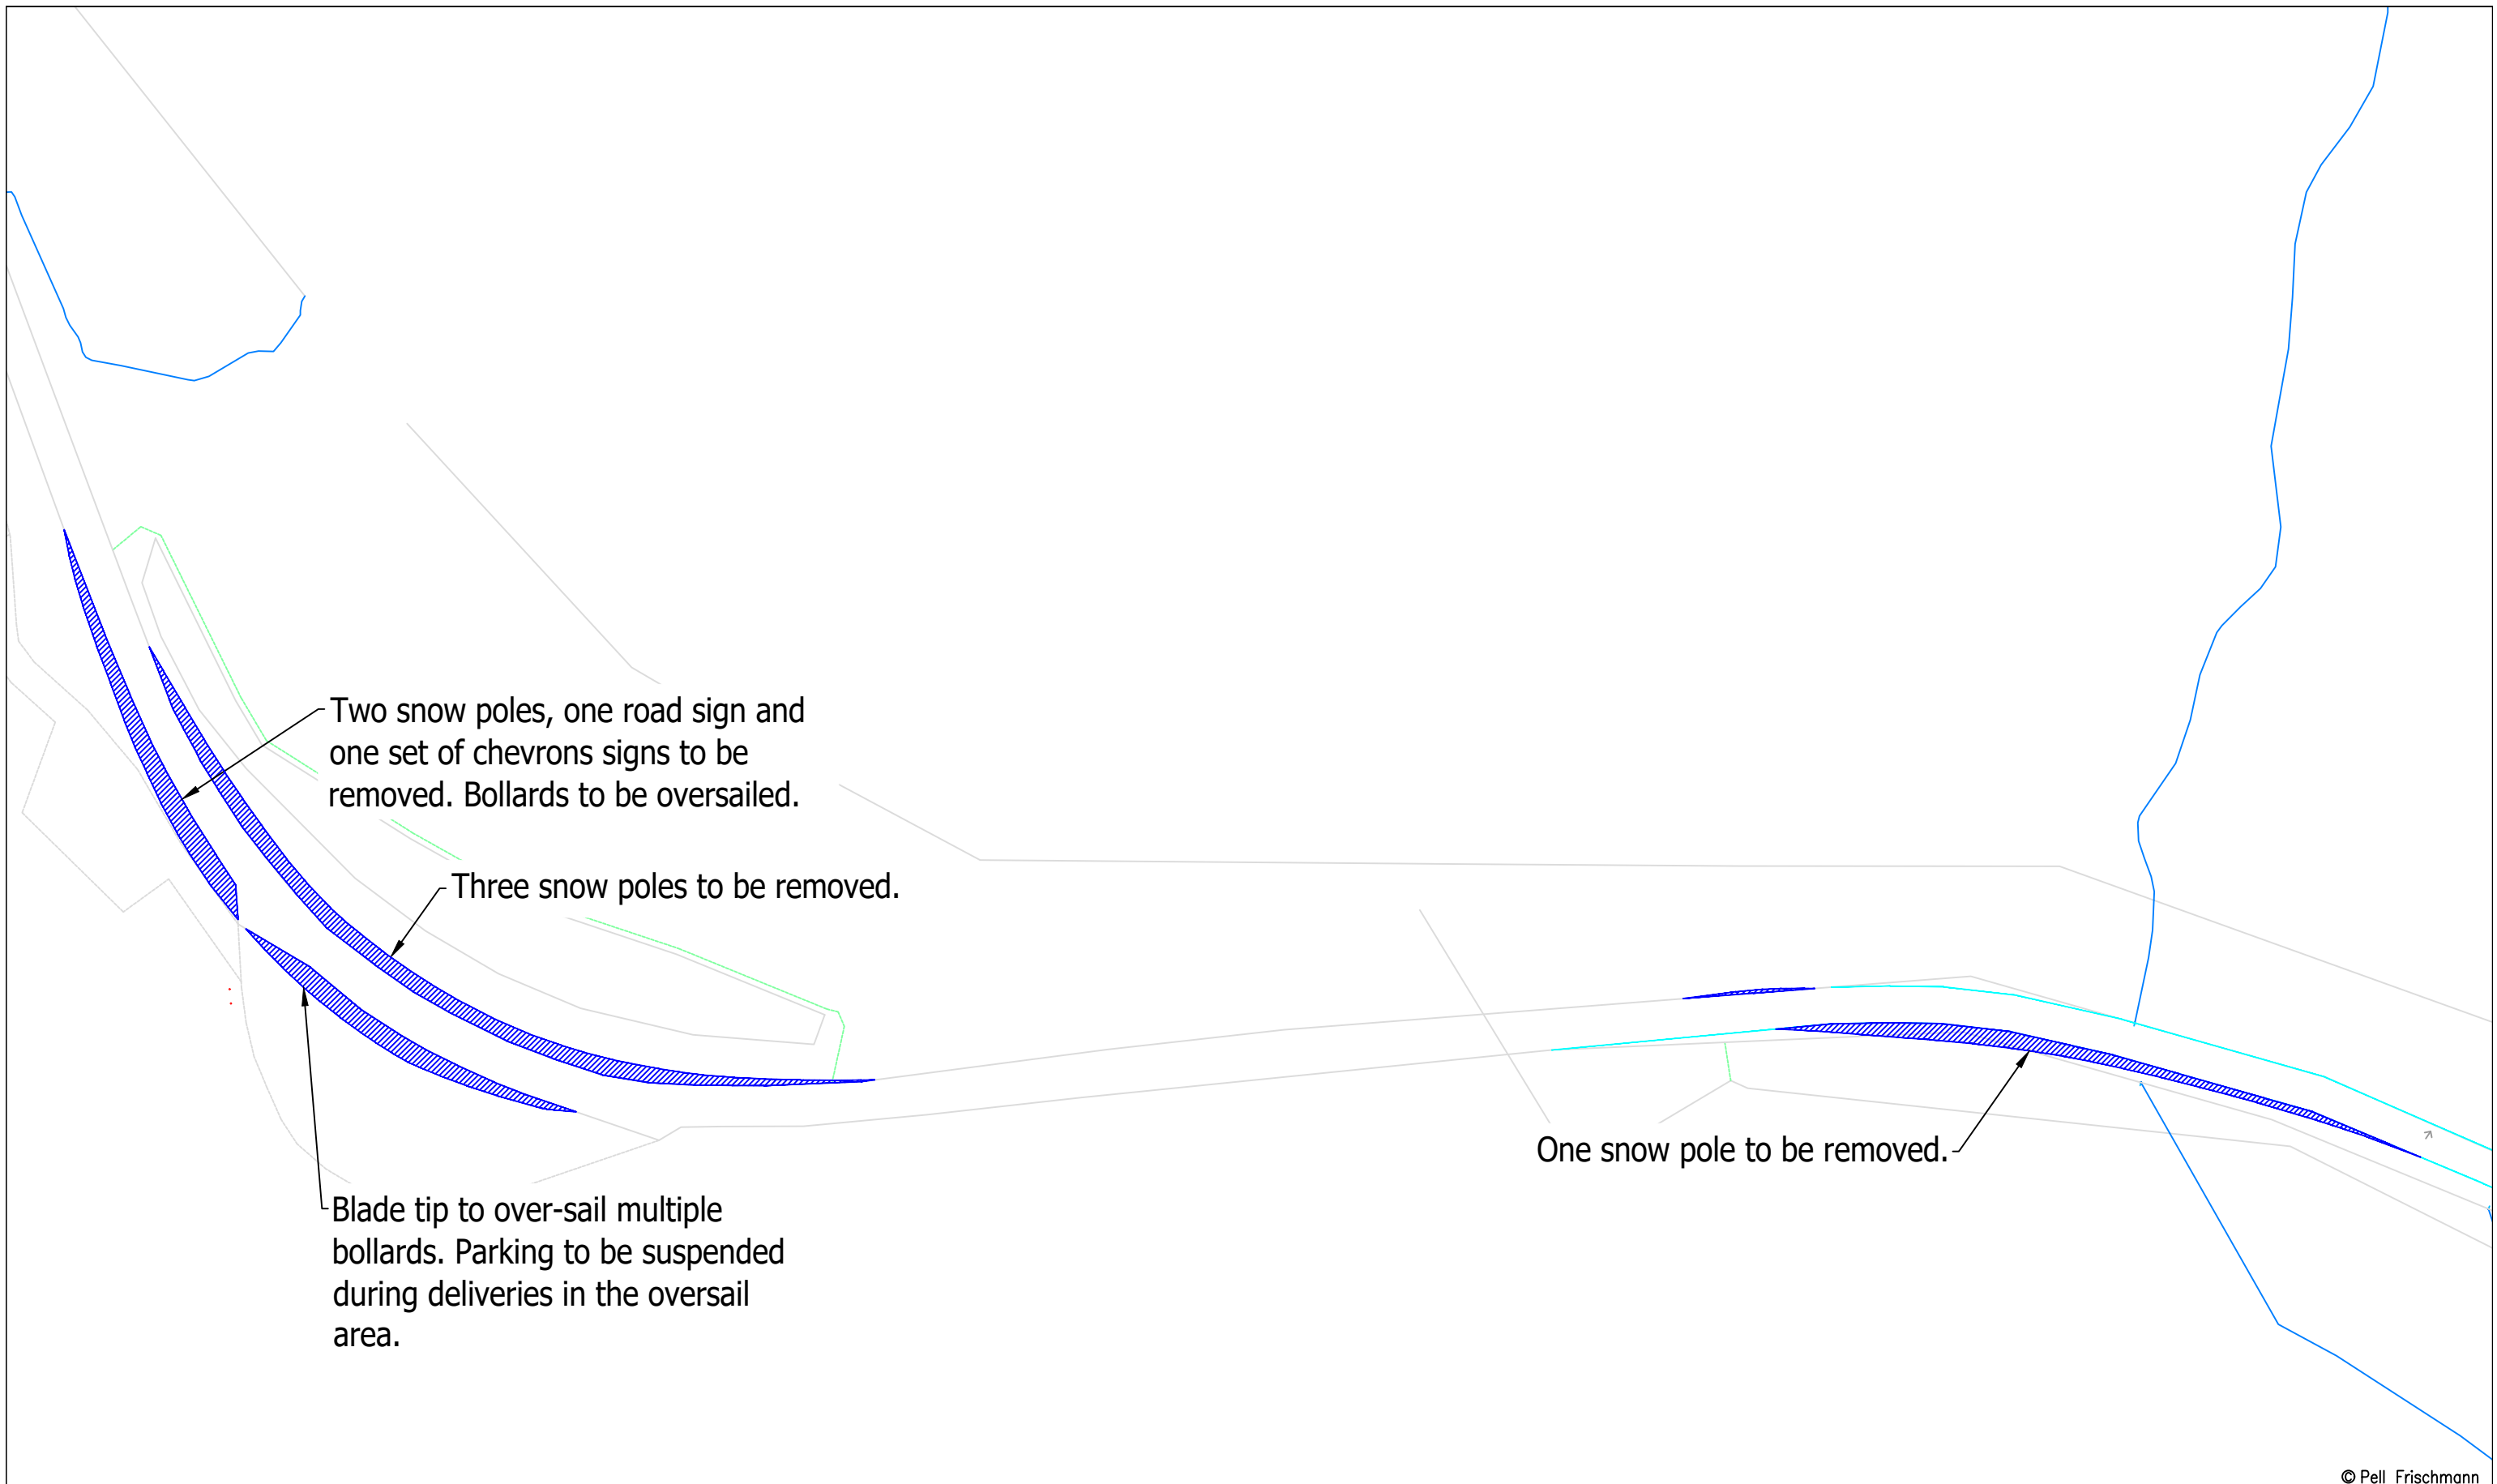 Two snow poles, one road sign and
one set of chevrons signs to be
removed. Bollards to be oversailed.
Three snow poles to be removed.
One snow pole to be removed.
Blade tip to over-sail multiple
bollards. Parking to be suspended
during deliveries in the oversail
area.
© Pell Frischmann